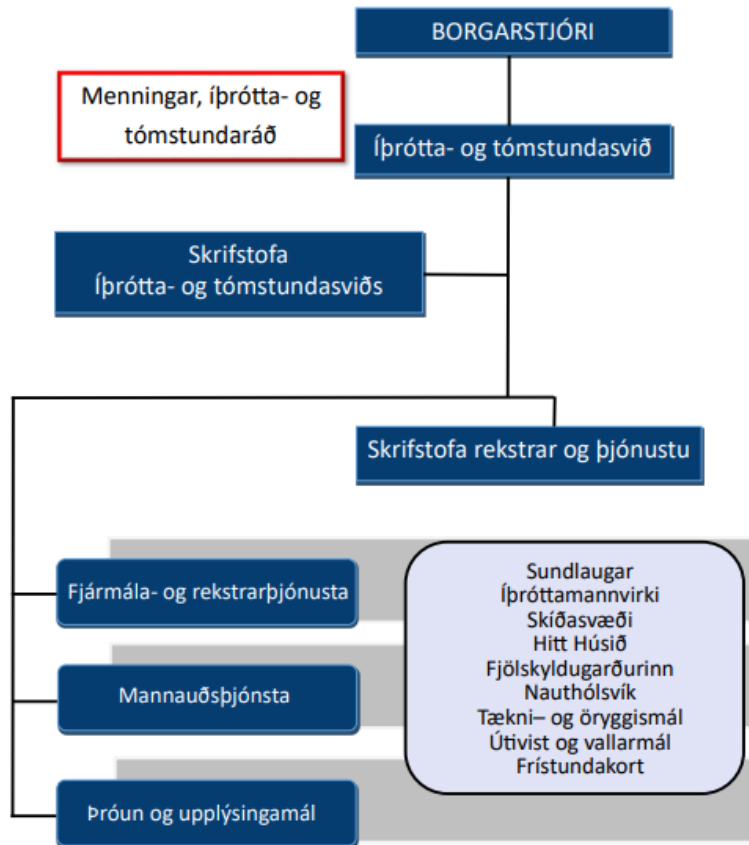 BORGARSTJÓRI
Menningar, íþrótta- og
tómstundaráð
Íþrótta- og tómstundasvið
Skrifstofa
Íþrótta- og tómstundasviðs
Skrifstofa rekstrar og þjónustu
Fjármála- og rekstrarþjónusta
Mannauðsþjónsta
Þróun og upplýsingamál
Sundlaugar
Íþróttamannvirki
Skíðasvæði
Hitt Húsið
Fjölskyldugarðurinn
Nauthólsvík
Tækni– og öryggismál
Útivist og vallarmál
Frístundakort